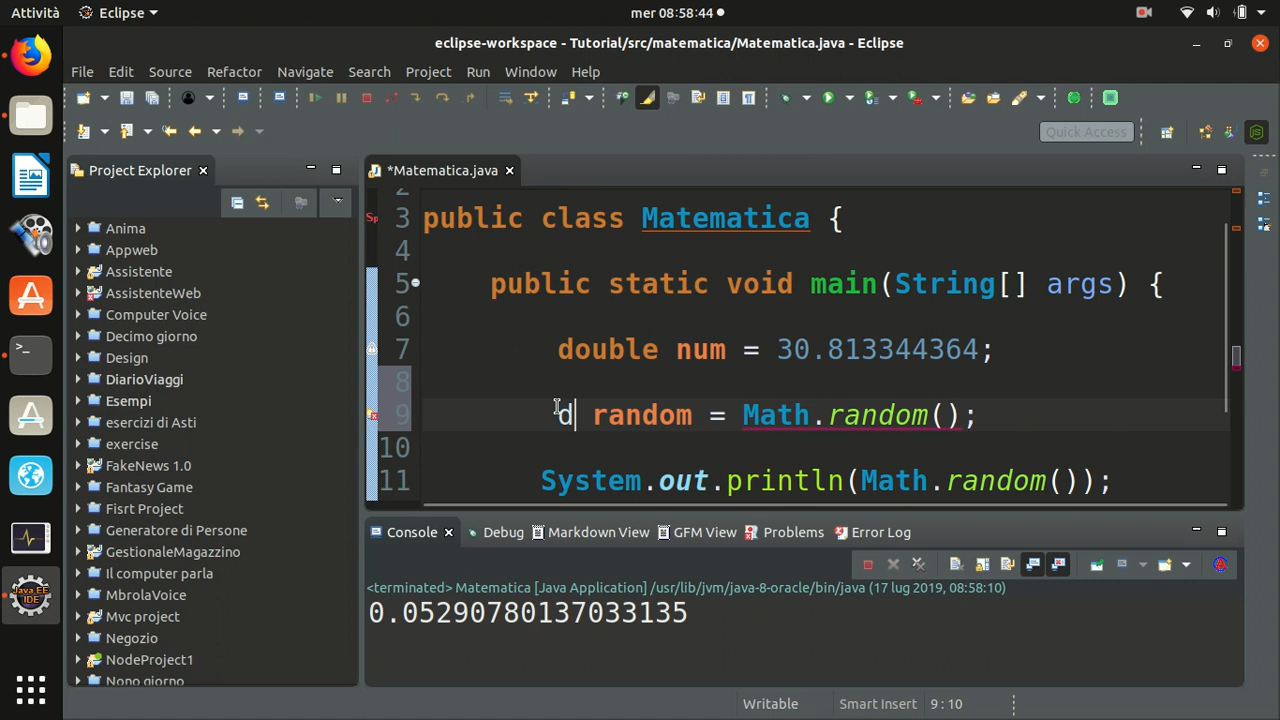 Attività Eclipse mer 08:58:44
eclipse-workspace - Tutorial/src/matematica/Matematica.java - Eclipse
File Edit Source Refactor Navigate Search Project Run Window Help
Quick Access
Project Explorer
Anima
Appweb
Assistente
AssistenteWeb
Computer Voice
Decimo giorno
Design
DiarioViaggi
Esempi
esercizi di Asti
exercise
FakeNews 1.0
Fantasy Game
Fisrt Project
Generatore di Persone
GestionaleMagazzino
Il computer parla
MbrolaVoice
Mvc project
Negozio
NodeProject1
Nono giorno
*Matematica.java
2
3 public class Matematica {
4
5 public static void main(String[] args) {
6
7 double num = 30.813344364;
8
9 d random = Math.random();
10
11 System.out.println(Math.random());
Console Debug Markdown View GFM View Problems Error Log
<terminated> Matematica [Java Application] /usr/lib/jvm/java-8-oracle/bin/java (17 lug 2019, 08:58:10)
0.05290780137033135
Writable Smart Insert 9 : 10
Java EE
IDE